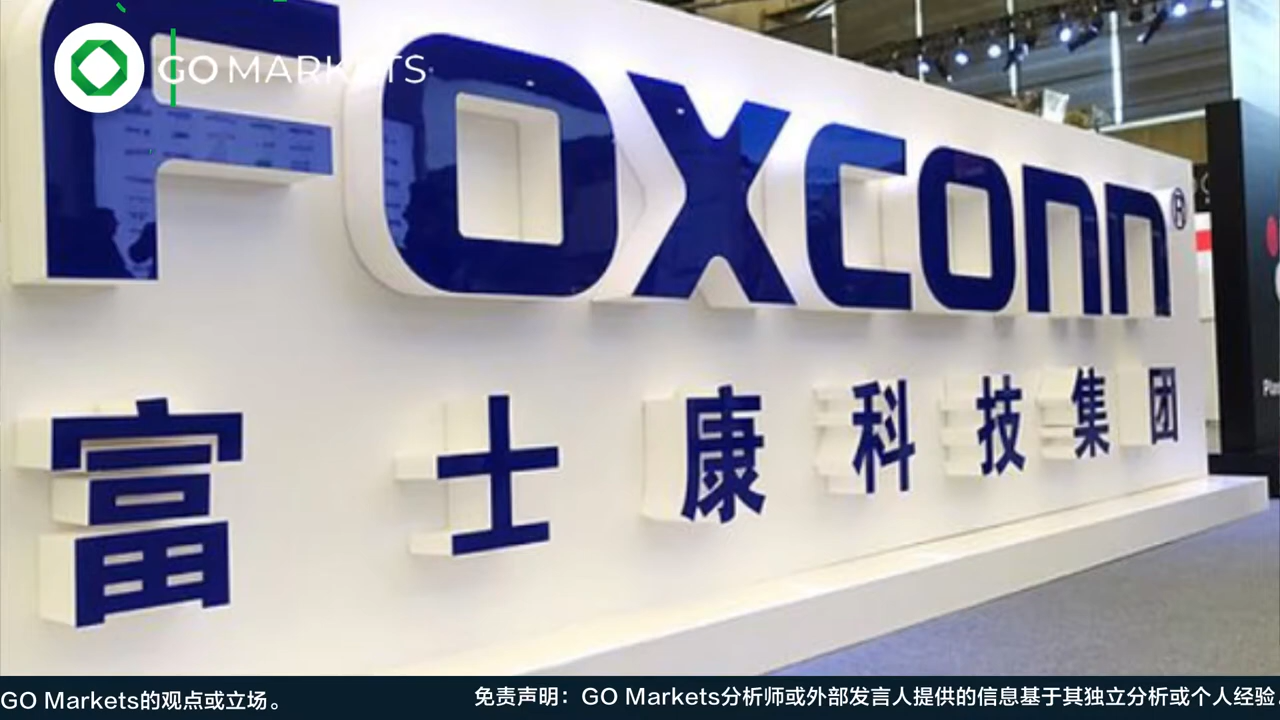 GO MARKETS
FOXCONN®
富士康科技集团
GO Markets的观点或立场。
免责声明：GO Markets分析师或外部发言人提供的信息基于其独立分析或个人经验